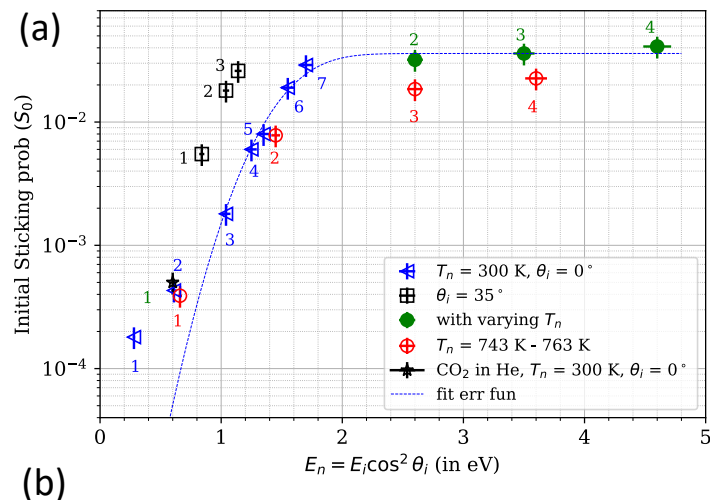 (a)
Initial Sticking prob (S₀)
10⁻²
10⁻³
10⁻⁴
3
2
1
7
6
5
4
3
2
1
1
2
1
2
3
4
2
3
4
Tₙ = 300 K, θᵢ = 0°
θᵢ = 35°
with varying Tₙ
Tₙ = 743 K - 763 K
CO₂ in He, Tₙ = 300 K, θᵢ = 0°
fit err fun
0 1 2 3 4 5
Eₙ = Eᵢcos² θᵢ (in eV)
(b)